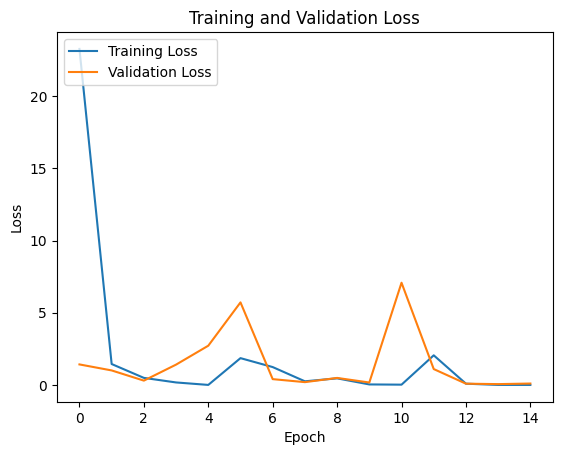 Training and Validation Loss
Training Loss
Validation Loss
20
15
10
5
0
Loss
0 2 4 6 8 10 12 14
Epoch